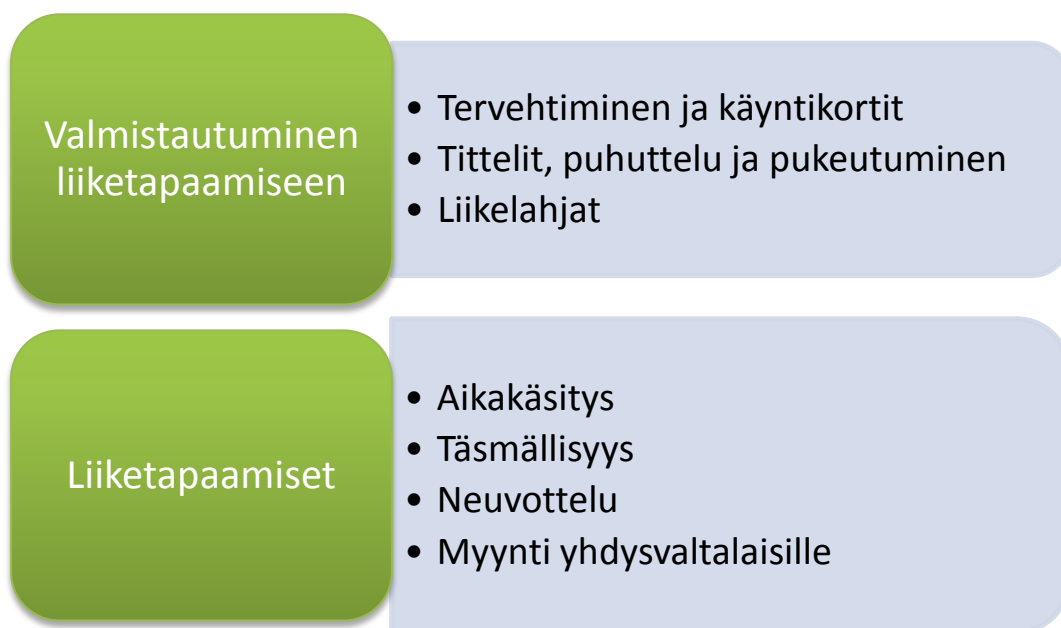 Valmistautuminen
liiketapaamiseen
• Tervehtiminen ja käyntikortit
• Tittelit, puhuttelu ja pukeutuminen
• Liikelahjat
Liiketapaamiset
• Aikakäsitys
• Täsmällisyys
• Neuvottelu
• Myynti yhdysvaltalaisille